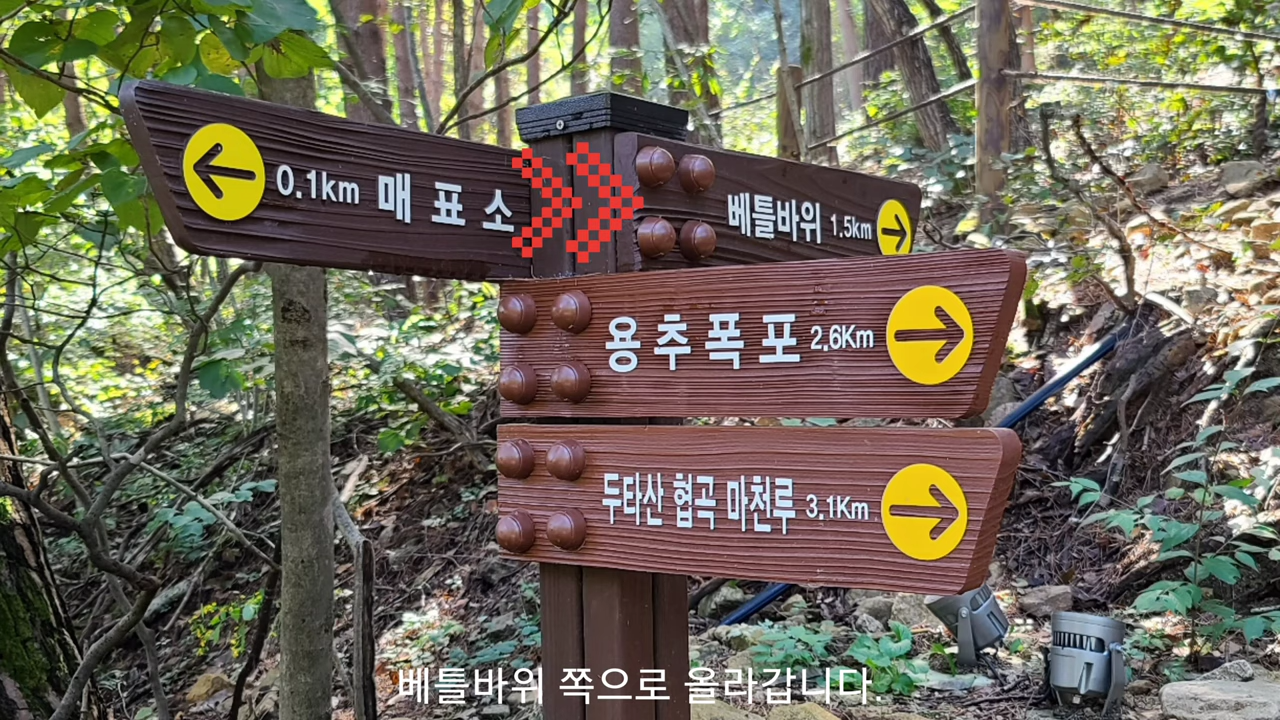 0.1km 매표소
베틀바위 1.5km
용추폭포 2.6Km
두타산 협곡 마천루 3.1Km
베틀바위 쪽으로 올라갑니다.